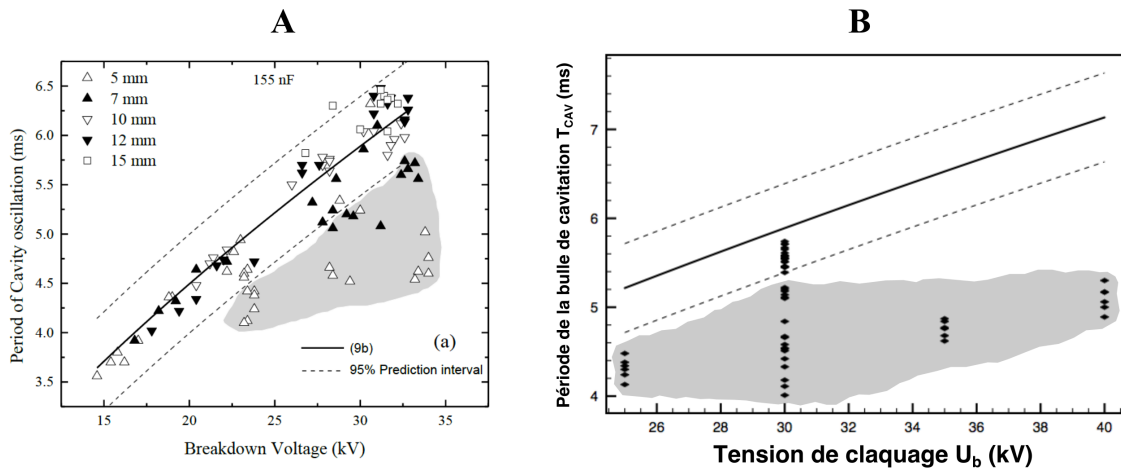 A
B
5 mm
7 mm
10 mm
12 mm
15 mm
155 nF
(a)
(9b)
95% Prediction interval
Period of Cavity oscillation (ms)
6.5
6.0
5.5
5.0
4.5
4.0
3.5
15 20 25 30 35
Breakdown Voltage (kV)
Période de la bulle de cavitation T_CAV (ms)
7
6
5
4
26 28 30 32 34 36 38 40
Tension de claquage U_b (kV)